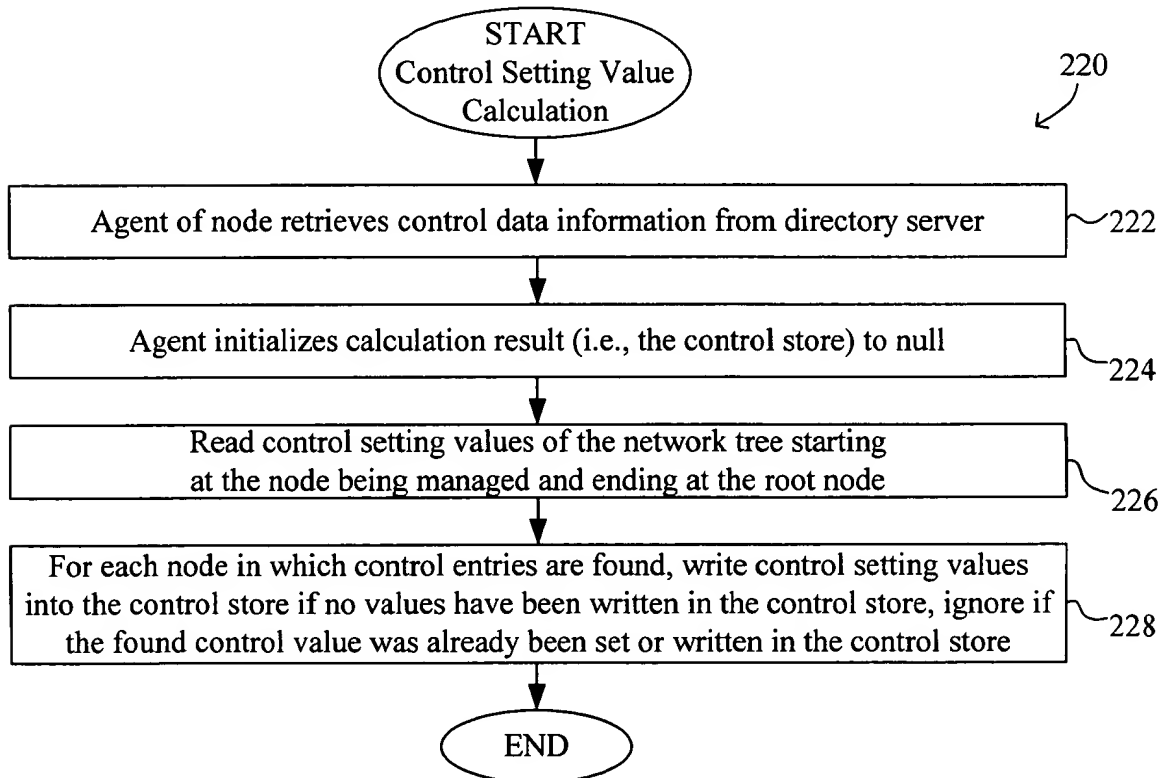 START
Control Setting Value
Calculation
220
Agent of node retrieves control data information from directory server
222
Agent initializes calculation result (i.e., the control store) to null
224
Read control setting values of the network tree starting
at the node being managed and ending at the root node
226
For each node in which control entries are found, write control setting values
into the control store if no values have been written in the control store, ignore if
the found control value was already been set or written in the control store
228
END